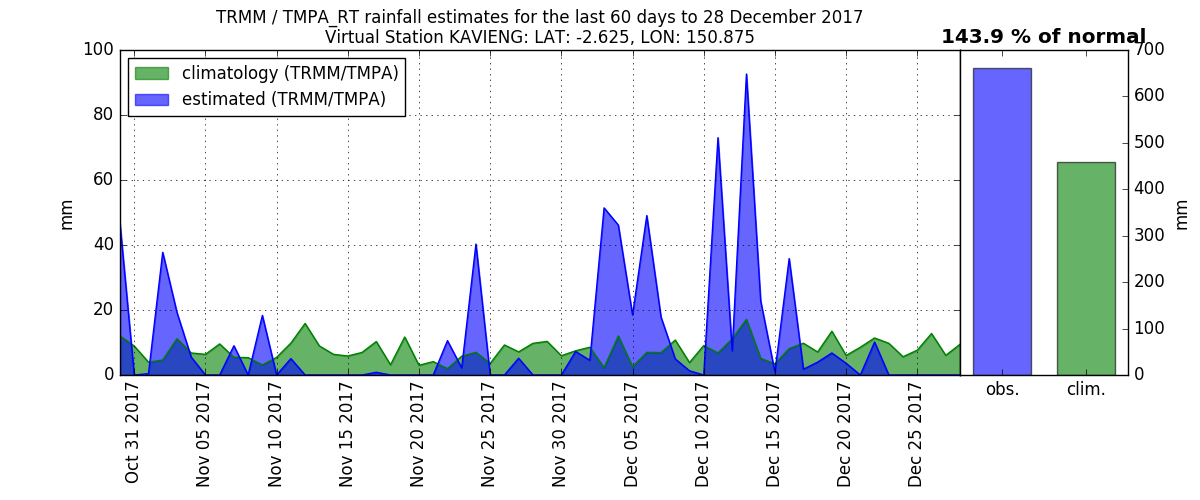 TRMM / TMPA_RT rainfall estimates for the last 60 days to 28 December 2017
Virtual Station KAVIENG: LAT: -2.625, LON: 150.875
143.9 % of normal
climatology (TRMM/TMPA)
estimated (TRMM/TMPA)
100
80
60
40
20
0
mm
Oct 31 2017
Nov 05 2017
Nov 10 2017
Nov 15 2017
Nov 20 2017
Nov 25 2017
Nov 30 2017
Dec 05 2017
Dec 10 2017
Dec 15 2017
Dec 20 2017
Dec 25 2017
700
600
500
400
300
200
100
0
mm
obs.
clim.